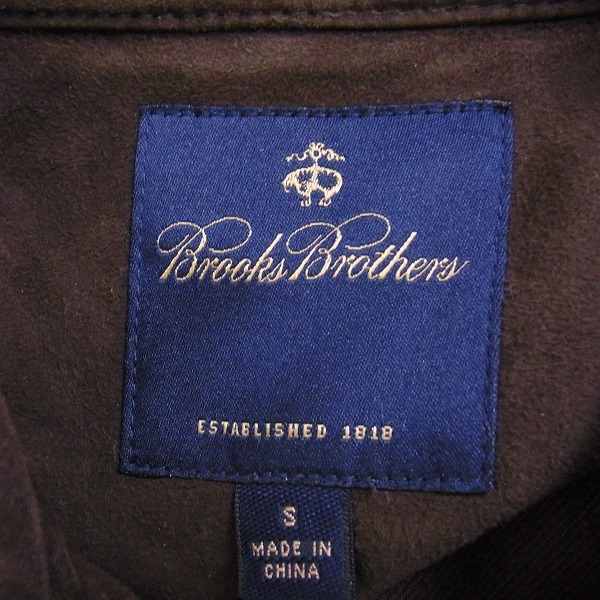 Brooks Brothers
ESTABLISHED 1818
S
MADE IN
CHINA